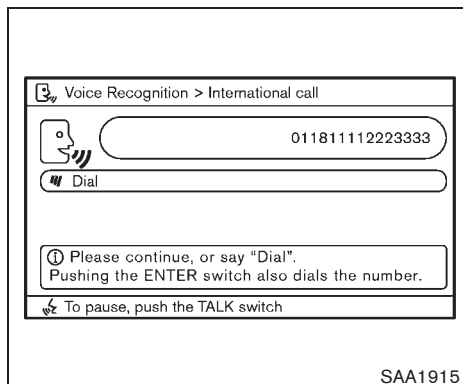 Voice Recognition > International call
011811112223333
Dial
Please continue, or say “Dial”.
Pushing the ENTER switch also dials the number.
To pause, push the TALK switch
SAA1915